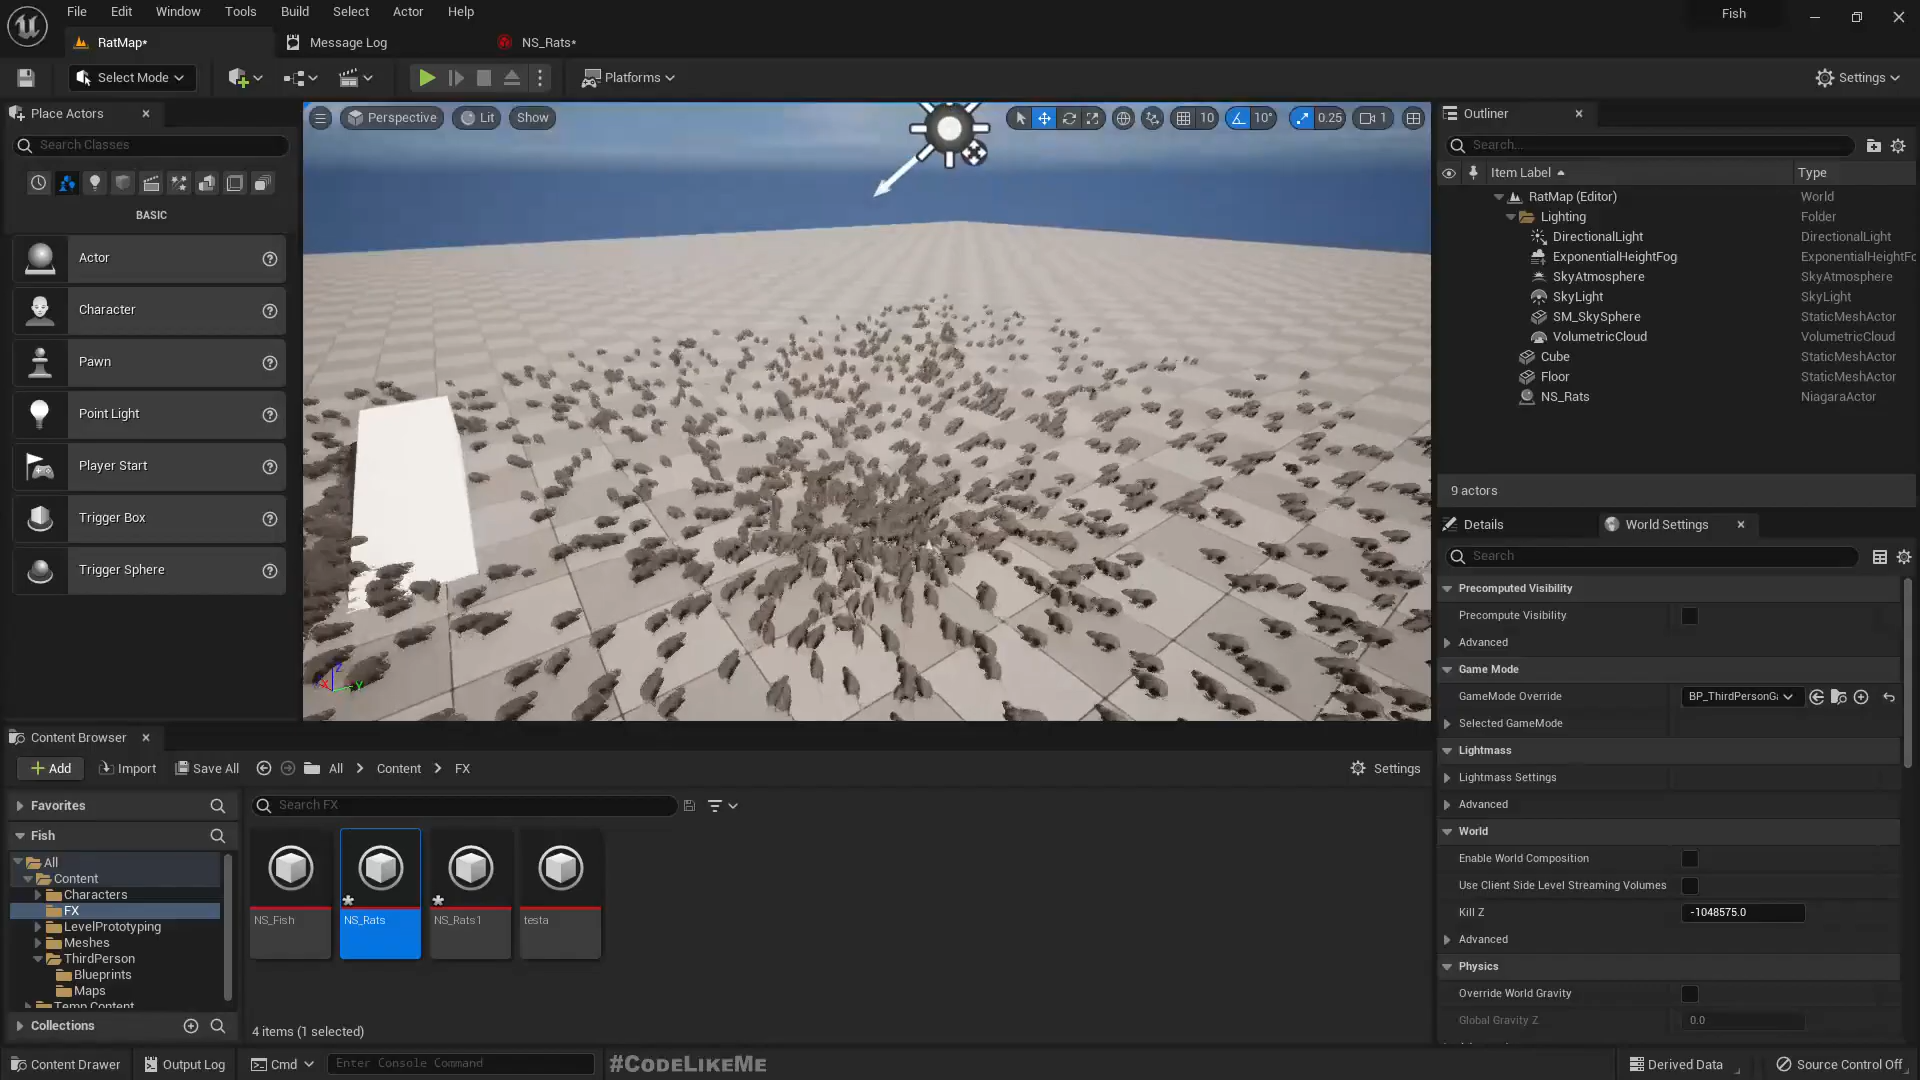 File Edit Window Tools Build Select Actor Help
Fish
RatMap*
Message Log
NS_Rats*
Select Mode
Platforms
Settings
Place Actors
Search Classes
BASIC
Actor
Character
Pawn
Point Light
Player Start
Trigger Box
Trigger Sphere
Perspective
Lit
Show
10
10°
0.25
1
Z
X
Y
Outliner
Search...
Item Label
Type
RatMap (Editor) World
Lighting Folder
DirectionalLight DirectionalLight
ExponentialHeightFog ExponentialHeightFo
SkyAtmosphere SkyAtmosphere
SkyLight SkyLight
SM_SkySphere StaticMeshActor
VolumetricCloud VolumetricCloud
Cube StaticMeshActor
Floor StaticMeshActor
NS_Rats NiagaraActor
9 actors
Details
World Settings
Search
Precomputed Visibility
Precompute Visibility
Advanced
Game Mode
GameMode Override BP_ThirdPersonGa
Selected GameMode
Lightmass
Lightmass Settings
Advanced
World
Enable World Composition
Use Client Side Level Streaming Volumes
Kill Z -1048575.0
Advanced
Physics
Override World Gravity
Global Gravity Z 0.0
Content Browser
Add
Import
Save All
All
Content
FX
Settings
Favorites
Fish
All
Content
Characters
FX
LevelPrototyping
Meshes
ThirdPerson
Blueprints
Maps
Temp Content
Collections
Search FX
NS_Fish
NS_Rats
NS_Rats1
testa
4 items (1 selected)
Content Drawer
Output Log
Cmd
Enter Console Command
#CodeLikeMe
Derived Data
Source Control Off